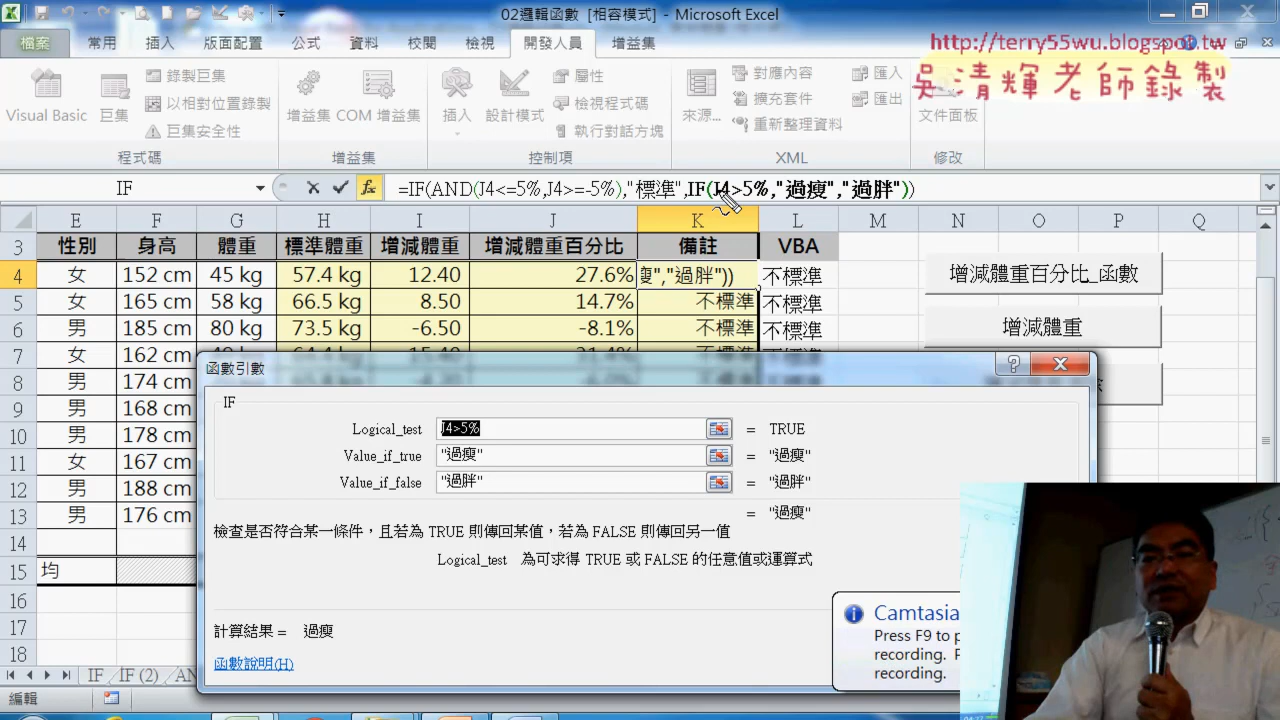 02邏輯函數 [相容模式] - Microsoft Excel
檔案 常用 插入 版面配置 公式 資料 校閱 檢視 開發人員 增益集
http://terry55wu.blogspot.tw
吳清輝老師錄製
Visual Basic 巨集 錄製巨集 以相對位置錄製 巨集安全性 增益集 COM 增益集 插入 設計模式 屬性 檢視程式碼 執行對話方塊 來源... 對應內容 擴充套件 重新整理資料 匯入 匯出 文件面板
程式碼 增益集 控制項 XML 修改
IF =IF(AND(J4<=5%,J4>=-5%),"標準",IF(J4>5%,"過瘦","過胖"))
E F G H I J K L M N O P Q
3 性別 身高 體重 標準體重 增減體重 增減體重百分比 備註 VBA
4 女 152 cm 45 kg 57.4 kg 12.40 27.6% 瘦","過胖")) 不標準 增減體重百分比_函數
5 女 165 cm 58 kg 66.5 kg 8.50 14.7% 不標準 不標準
6 男 185 cm 80 kg 73.5 kg -6.50 -8.1% 不標準 不標準 增減體重
7 女 162 cm
8 男 174 cm
9 男 168 cm
10 男 178 cm
11 女 167 cm
12 男 188 cm
13 男 176 cm
14
15 均
16
17
18
函數引數
IF
Logical_test J4>5% = TRUE
Value_if_true "過瘦" = "過瘦"
Value_if_false "過胖" = "過胖"
= "過瘦"
檢查是否符合某一條件，且若為 TRUE 則傳回某值，若為 FALSE 則傳回另一值
Logical_test 為可求得 TRUE 或 FALSE 的任意值或運算式
計算結果 = 過瘦
函數說明(H)
Camtasia
Press F9 to
recording.
recording.
IF IF (2) AN
編輯